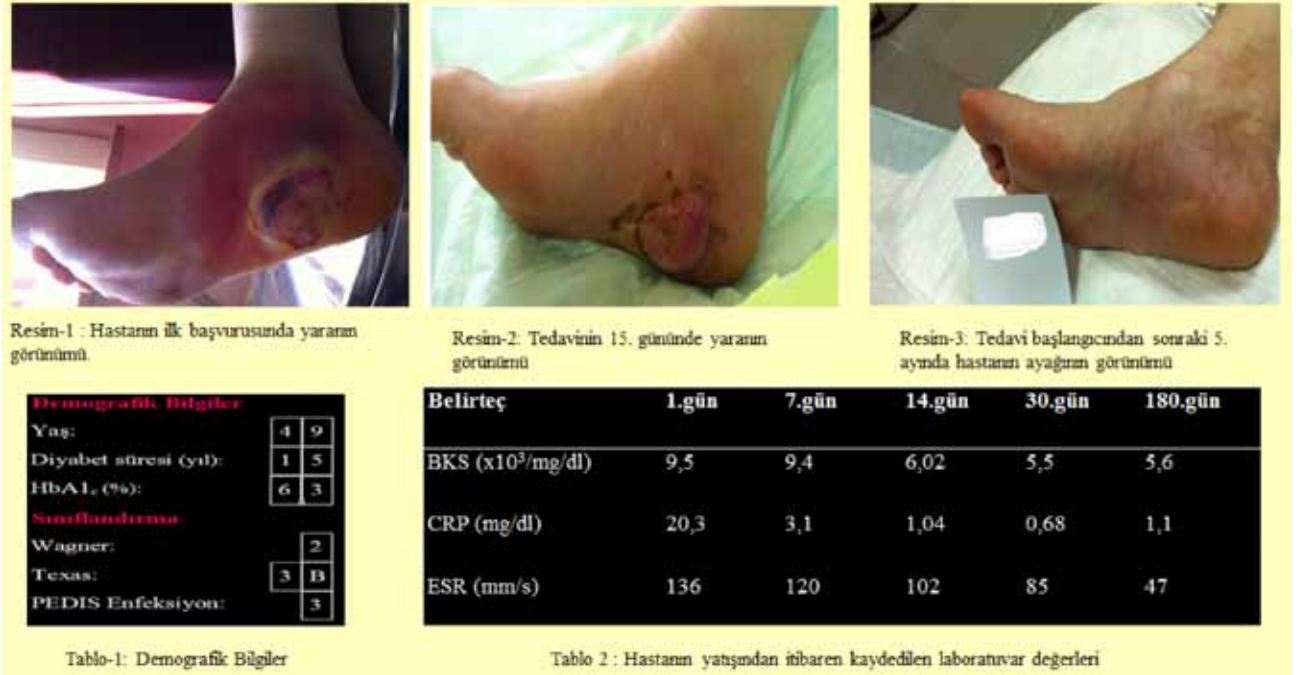 Resim-1 : Hastanın ilk başvurusunda yaranın
görünümü.
Resim-2: Tedavinin 15. gününde yaranın
görünümü
Resim-3: Tedavi başlangıcından sonraki 5.
ayında hastanın ayağının görünümü
Demografik Bilgiler
Yaş: 4 9
Diyabet süresi (yıl): 1 5
HbA1c (%): 6 3
Sınıflandırma
Wagner: 2
Texas: 3 B
PEDIS Enfeksiyon: 3
Tablo-1: Demografik Bilgiler
Belirteç 1.gün 7.gün 14.gün 30.gün 180.gün
BKS (x10³/mg/dl) 9,5 9,4 6,02 5,5 5,6
CRP (mg/dl) 20,3 3,1 1,04 0,68 1,1
ESR (mm/s) 136 120 102 85 47
Tablo 2 : Hastanın yatışından itibaren kaydedilen laboratuvar değerleri